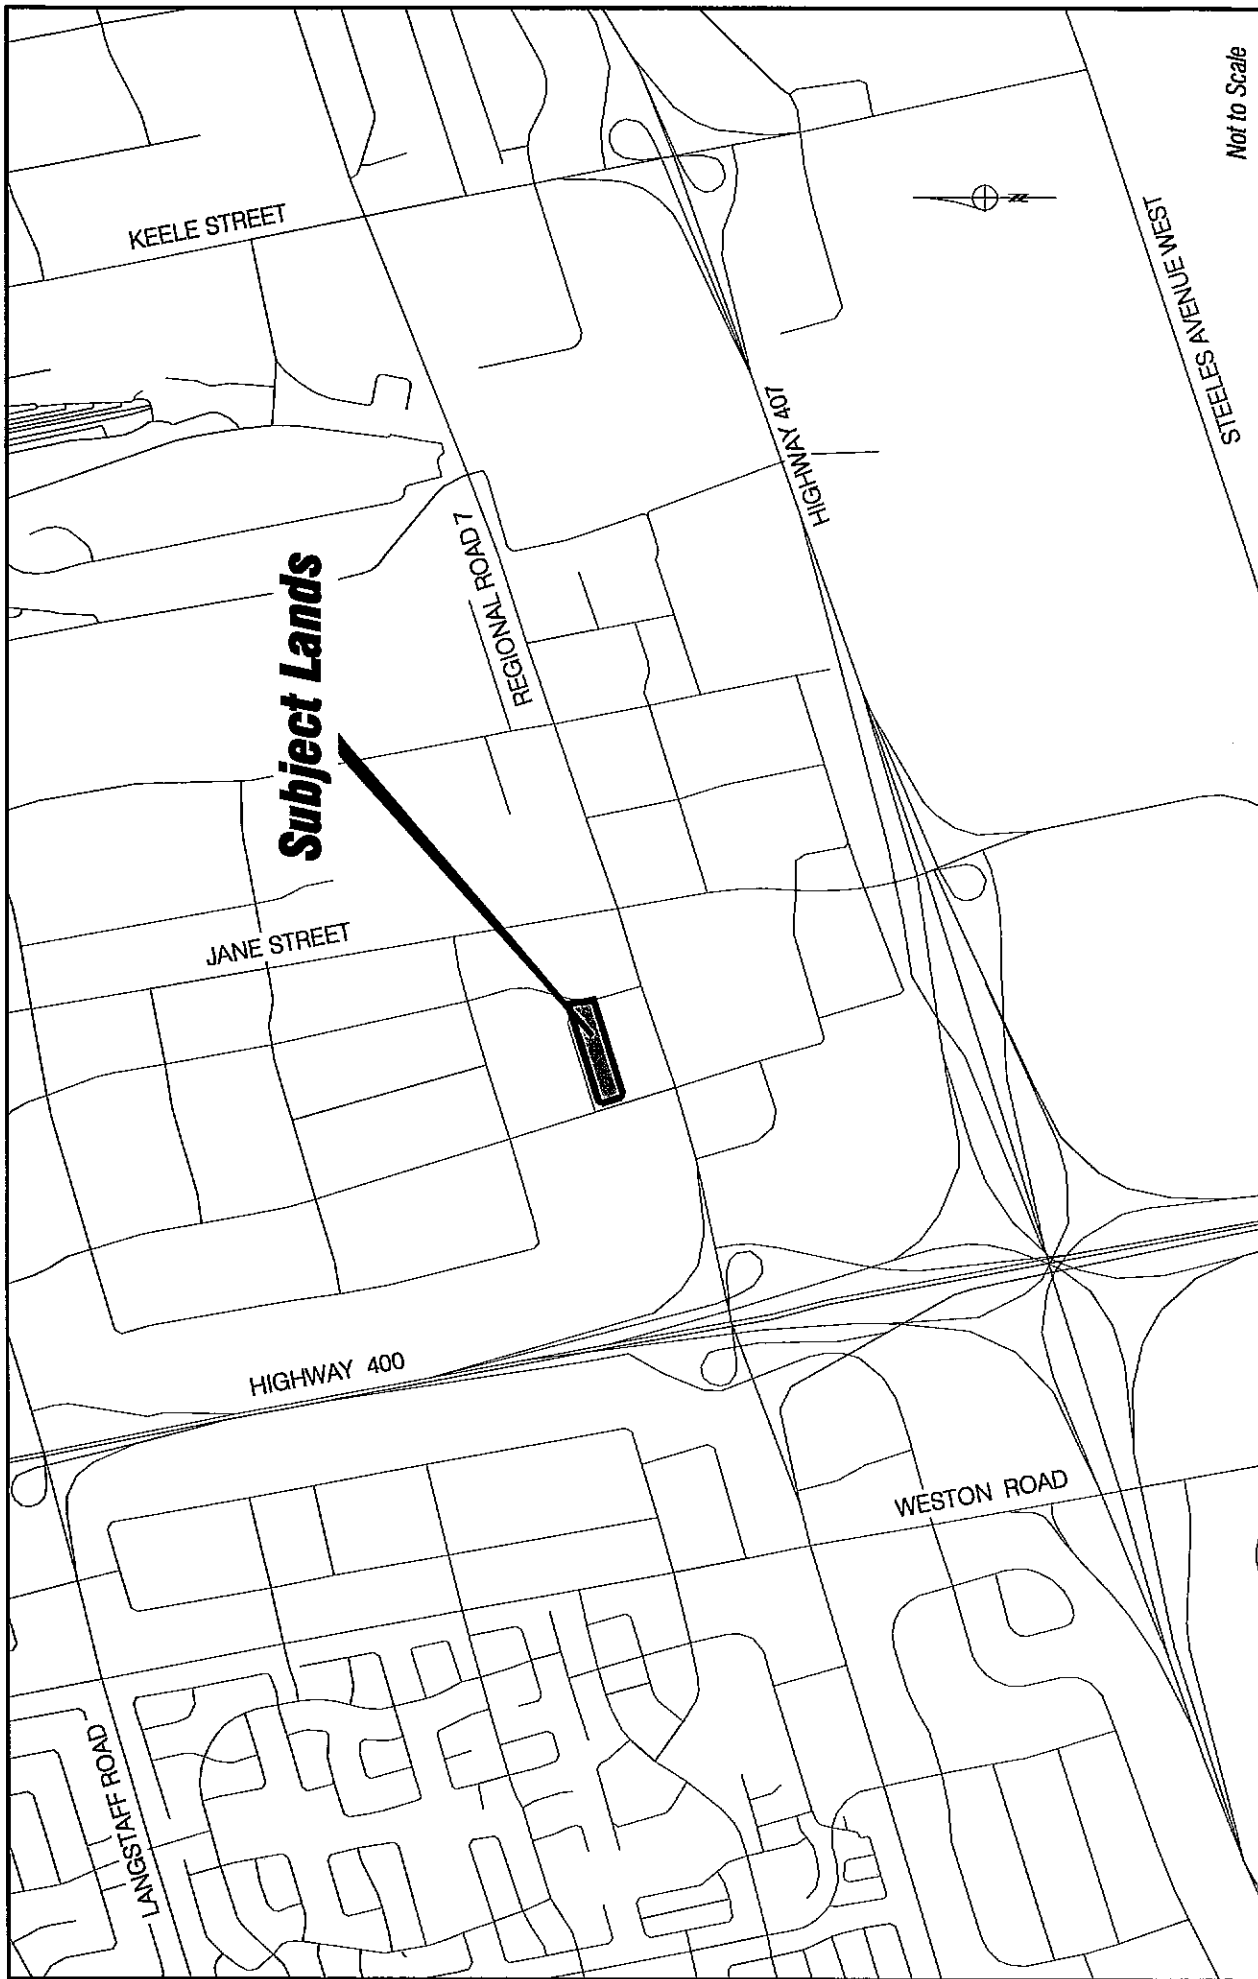 KEELE STREET
Not to Scale
STEELES AVENUE WEST
HIGHWAY 407
REGIONAL ROAD 7
Subject Lands
JANE STREET
HIGHWAY 400
WESTON ROAD
LANGSTAFF ROAD